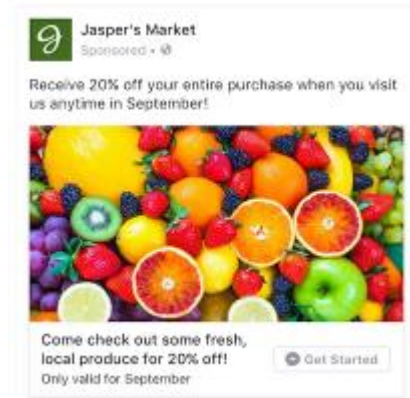 Jasper's Market
Sponsored •
Receive 20% off your entire purchase when you visit
us anytime in September!
Come check out some fresh,
local produce for 20% off!
Only valid for September
Get Started